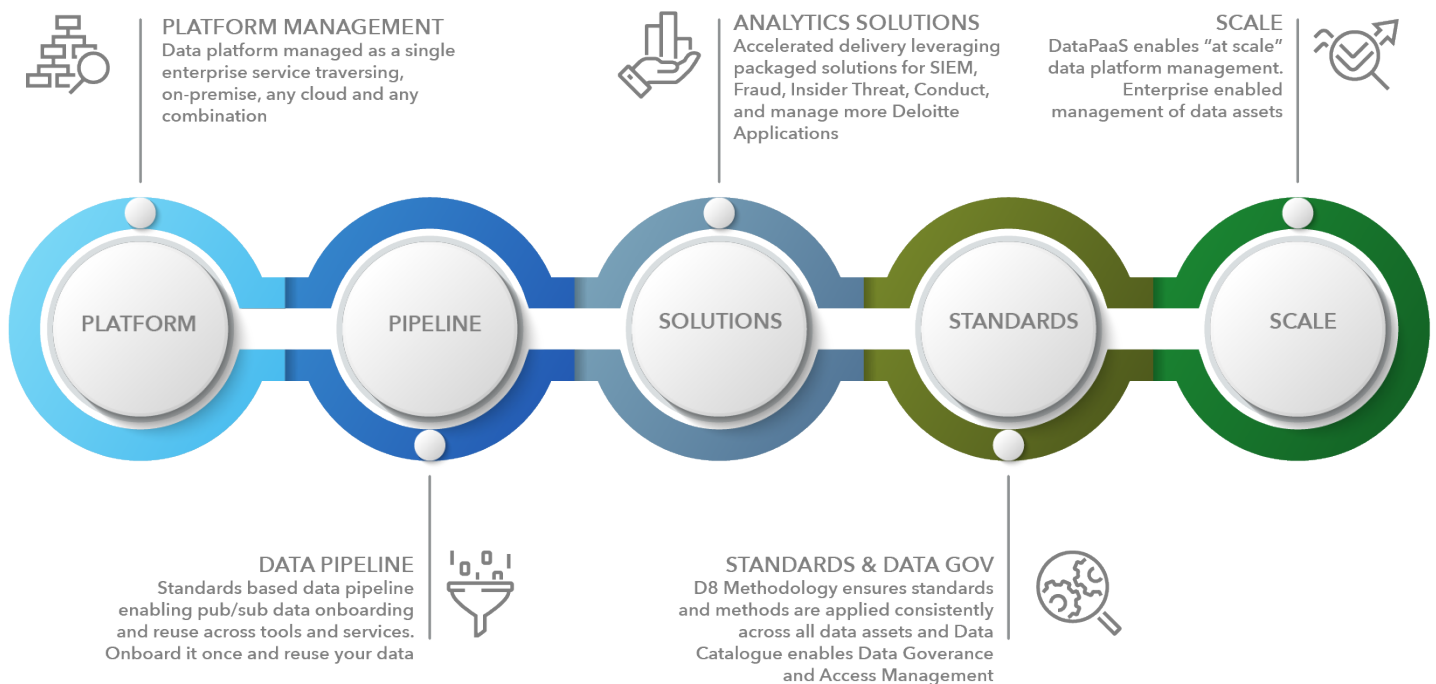 PLATFORM MANAGEMENT
Data platform managed as a single
enterprise service traversing,
on-premise, any cloud and any
combination
ANALYTICS SOLUTIONS
Accelerated delivery leveraging
packaged solutions for SIEM,
Fraud, Insider Threat, Conduct,
and manage more Deloitte
Applications
SCALE
DataPaaS enables “at scale”
data platform management.
Enterprise enabled
management of data assets
PLATFORM
PIPELINE
SOLUTIONS
STANDARDS
SCALE
DATA PIPELINE
Standards based data pipeline
enabling pub/sub data onboarding
and reuse across tools and services.
Onboard it once and reuse your data
STANDARDS & DATA GOV
D8 Methodology ensures standards
and methods are applied consistently
across all data assets and Data
Catalogue enables Data Goverance
and Access Management